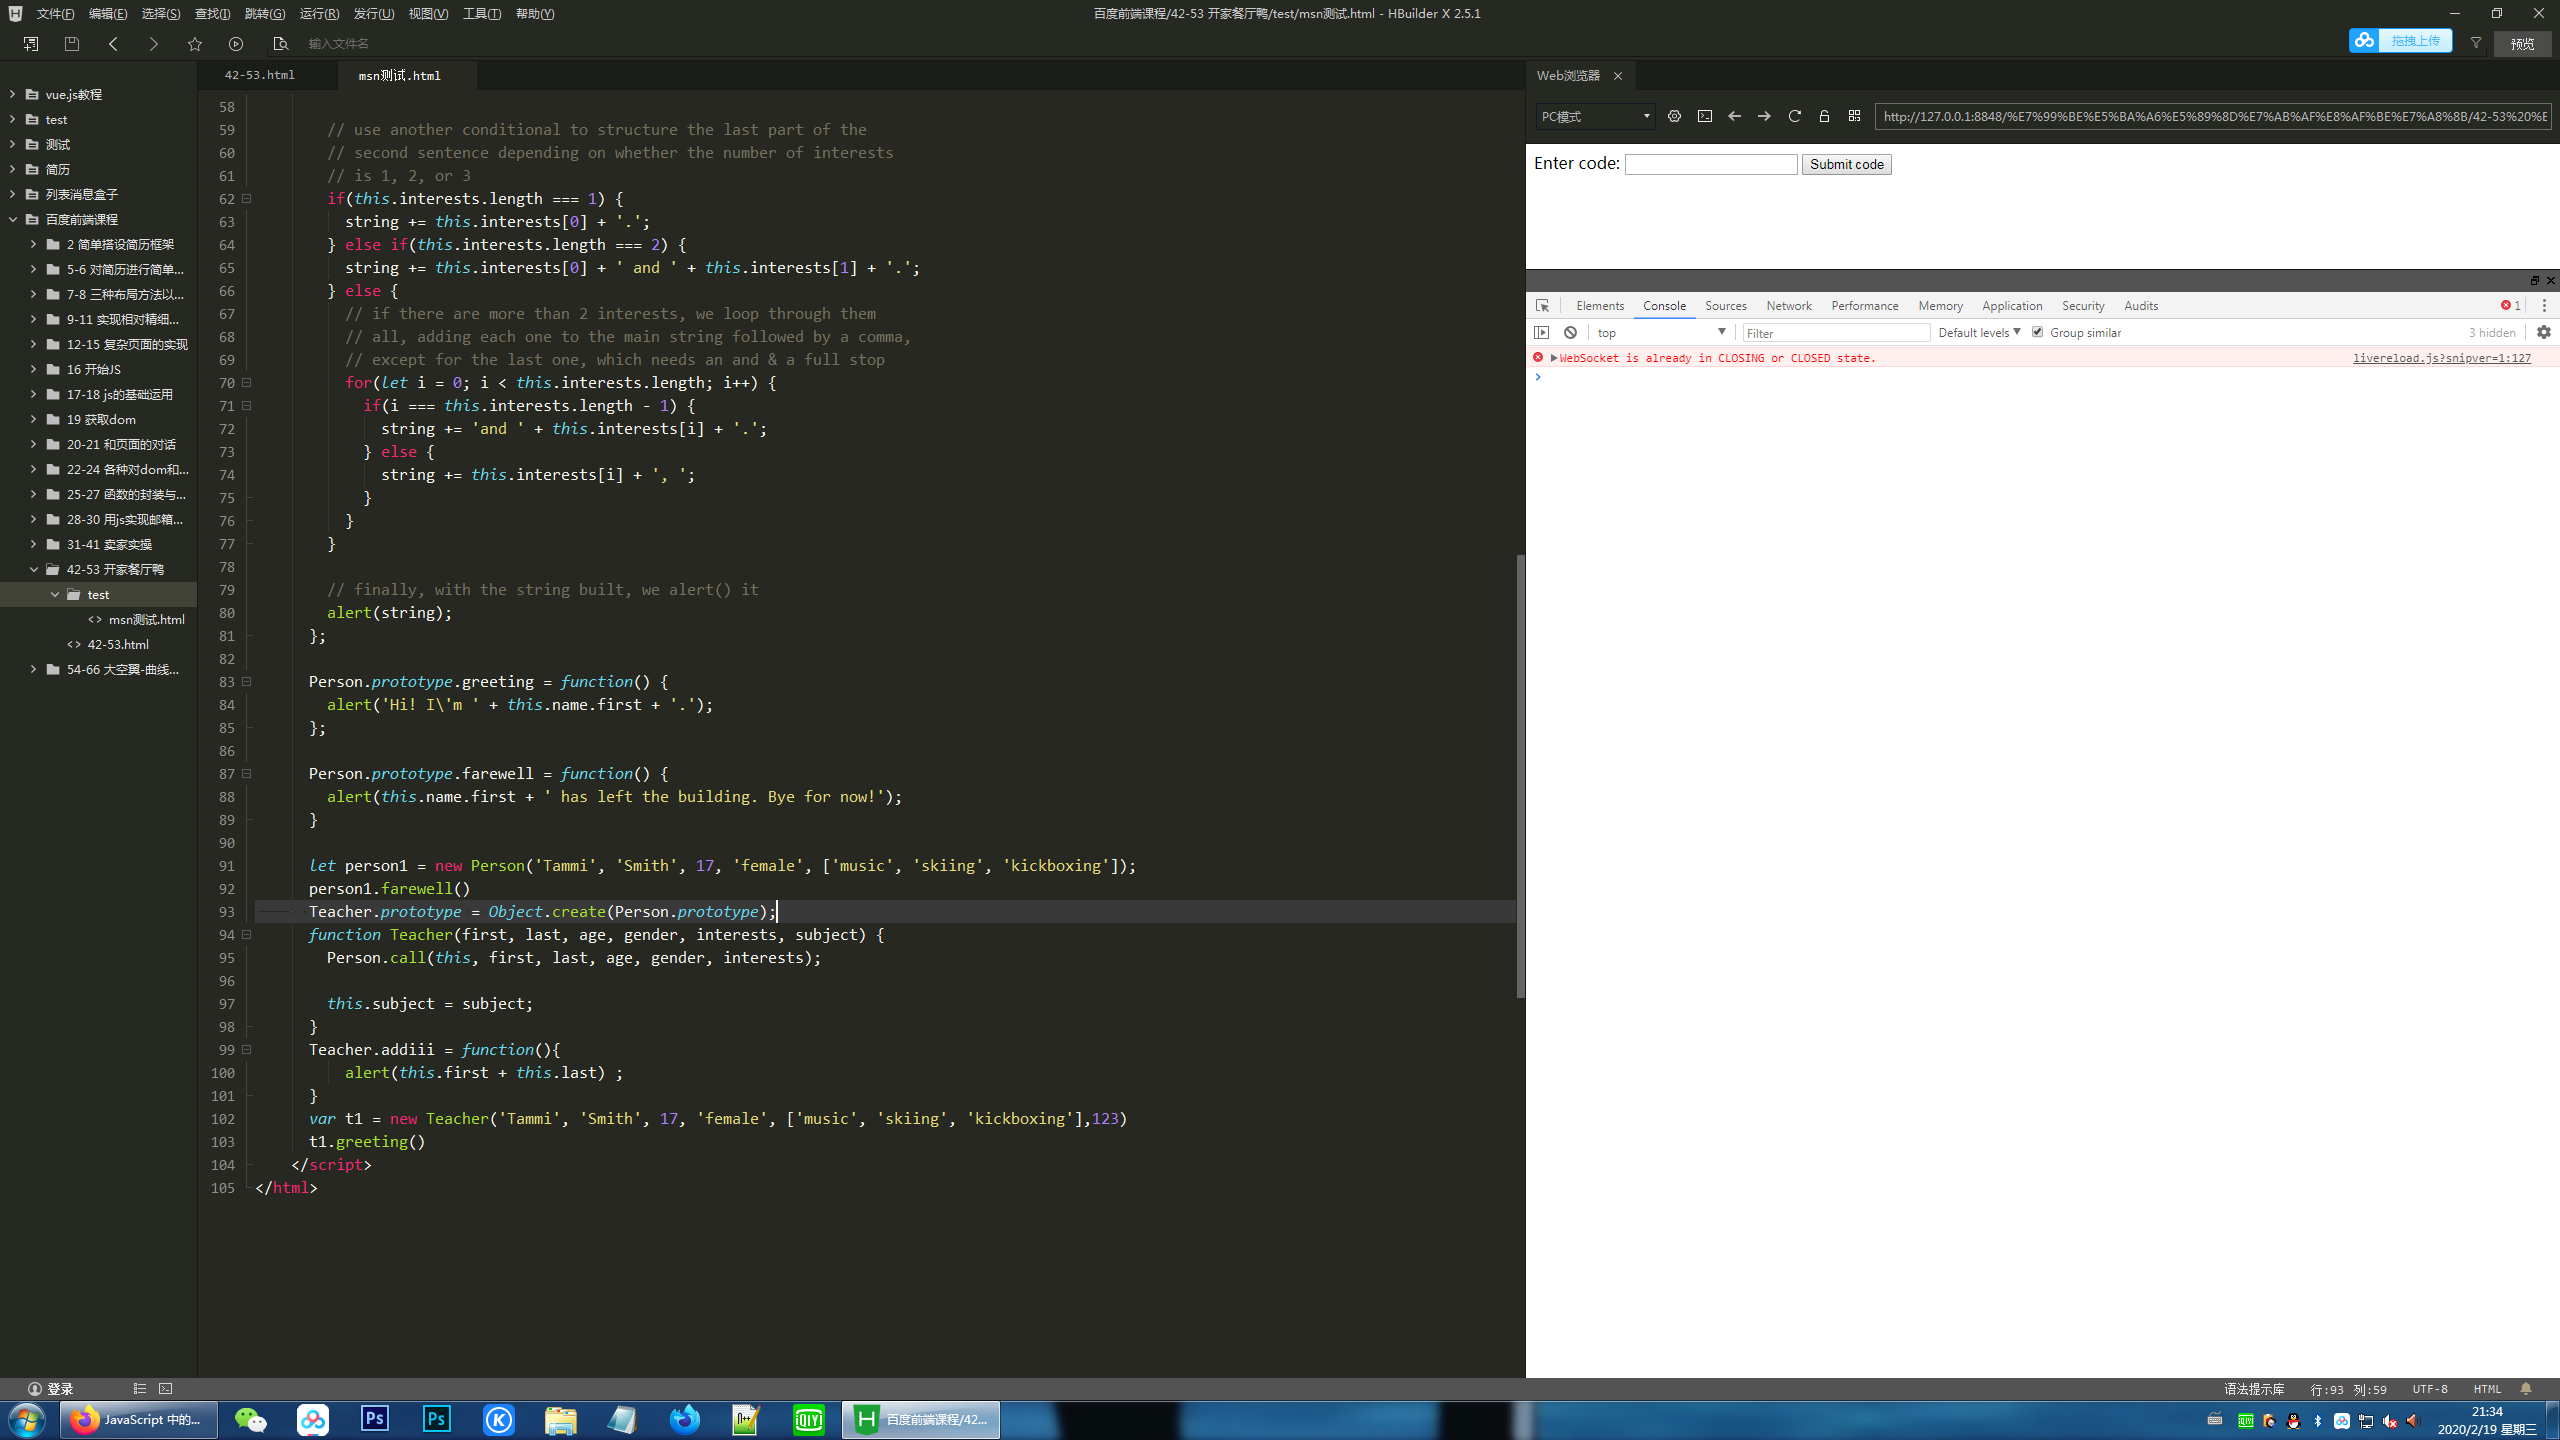 文件(F) 编辑(E) 选择(S) 查找(I) 跳转(G) 运行(R) 发行(U) 视图(V) 工具(T) 帮助(Y)
百度前端课程/42-53 开家餐厅鸭/test/msn测试.html - HBuilder X 2.5.1
输入文件名
拖拽上传
预览
vue.js教程
test
测试
简历
列表消息盒子
百度前端课程
2 简单搭设简历框架
5-6 对简历进行简单...
7-8 三种布局方法以...
9-11 实现相对精细...
12-15 复杂页面的实现
16 开始JS
17-18 js的基础运用
19 获取dom
20-21 和页面的对话
22-24 各种对dom和...
25-27 函数的封装与...
28-30 用js实现邮箱...
31-41 卖家实操
42-53 开家餐厅鸭
test
msn测试.html
42-53.html
54-66 大空翼-曲线...
42-53.html
msn测试.html
58
59 // use another conditional to structure the last part of the
60 // second sentence depending on whether the number of interests
61 // is 1, 2, or 3
62 if(this.interests.length === 1) {
63 string += this.interests[0] + '.';
64 } else if(this.interests.length === 2) {
65 string += this.interests[0] + ' and ' + this.interests[1] + '.';
66 } else {
67 // if there are more than 2 interests, we loop through them
68 // all, adding each one to the main string followed by a comma,
69 // except for the last one, which needs an and & a full stop
70 for(let i = 0; i < this.interests.length; i++) {
71 if(i === this.interests.length - 1) {
72 string += 'and ' + this.interests[i] + '.';
73 } else {
74 string += this.interests[i] + ', ';
75 }
76 }
77 }
78
79 // finally, with the string built, we alert() it
80 alert(string);
81 };
82
83 Person.prototype.greeting = function() {
84 alert('Hi! I\'m ' + this.name.first + '.');
85 };
86
87 Person.prototype.farewell = function() {
88 alert(this.name.first + ' has left the building. Bye for now!');
89 }
90
91 let person1 = new Person('Tammi', 'Smith', 17, 'female', ['music', 'skiing', 'kickboxing']);
92 person1.farewell()
93 Teacher.prototype = Object.create(Person.prototype);
94 function Teacher(first, last, age, gender, interests, subject) {
95 Person.call(this, first, last, age, gender, interests);
96
97 this.subject = subject;
98 }
99 Teacher.addiii = function(){
100 alert(this.first + this.last) ;
101 }
102 var t1 = new Teacher('Tammi', 'Smith', 17, 'female', ['music', 'skiing', 'kickboxing'],123)
103 t1.greeting()
104 </script>
105 </html>
Web浏览器
PC模式
http://127.0.0.1:8848/%E7%99%BE%E5%BA%A6%E5%89%8D%E7%AB%AF%E8%AF%BE%E7%A8%8B/42-53%20%E
Enter code: Submit code
Elements Console Sources Network Performance Memory Application Security Audits 1
top Filter Default levels Group similar 3 hidden
WebSocket is already in CLOSING or CLOSED state. livereload.js?snipver=1:127
登录
语法提示库 行:93 列:59 UTF-8 HTML
JavaScript 中的...
百度前端课程/42...
21:34
2020/2/19 星期三